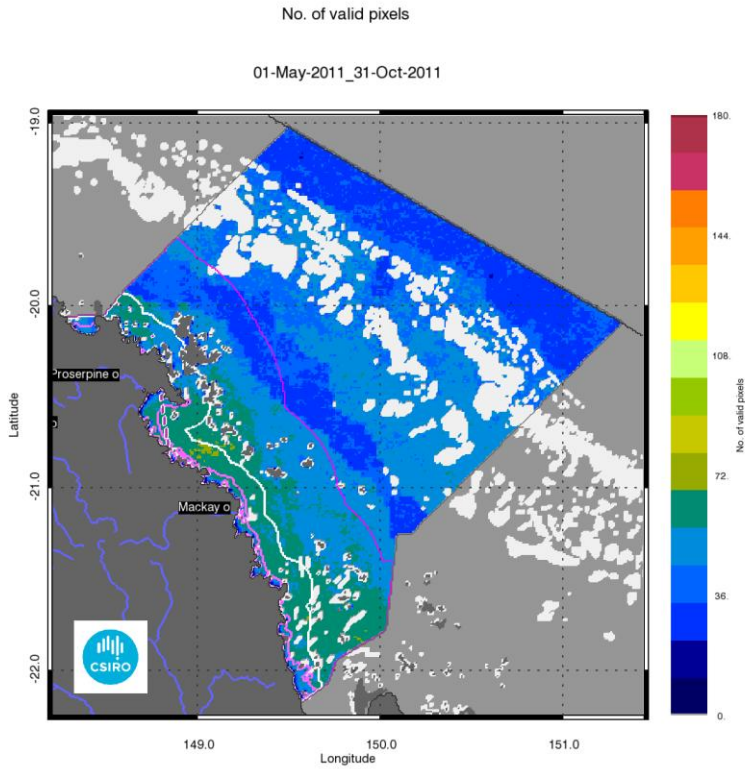 No. of valid pixels
01-May-2011_31-Oct-2011
-19.0
-20.0
-21.0
-22.0
Latitude
Proserpine o
o
Mackay o
CSIRO
149.0
150.0
151.0
Longitude
180.
144.
108.
72.
36.
0.
No. of valid pixels